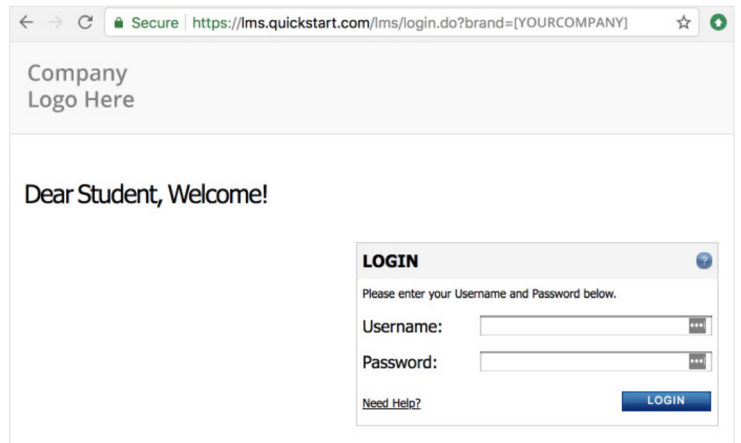 Secure https://lms.quickstart.com/lms/login.do?brand=[YOURCOMPANY]
Company
Logo Here
Dear Student, Welcome!
LOGIN
Please enter your Username and Password below.
Username:
Password:
Need Help? LOGIN